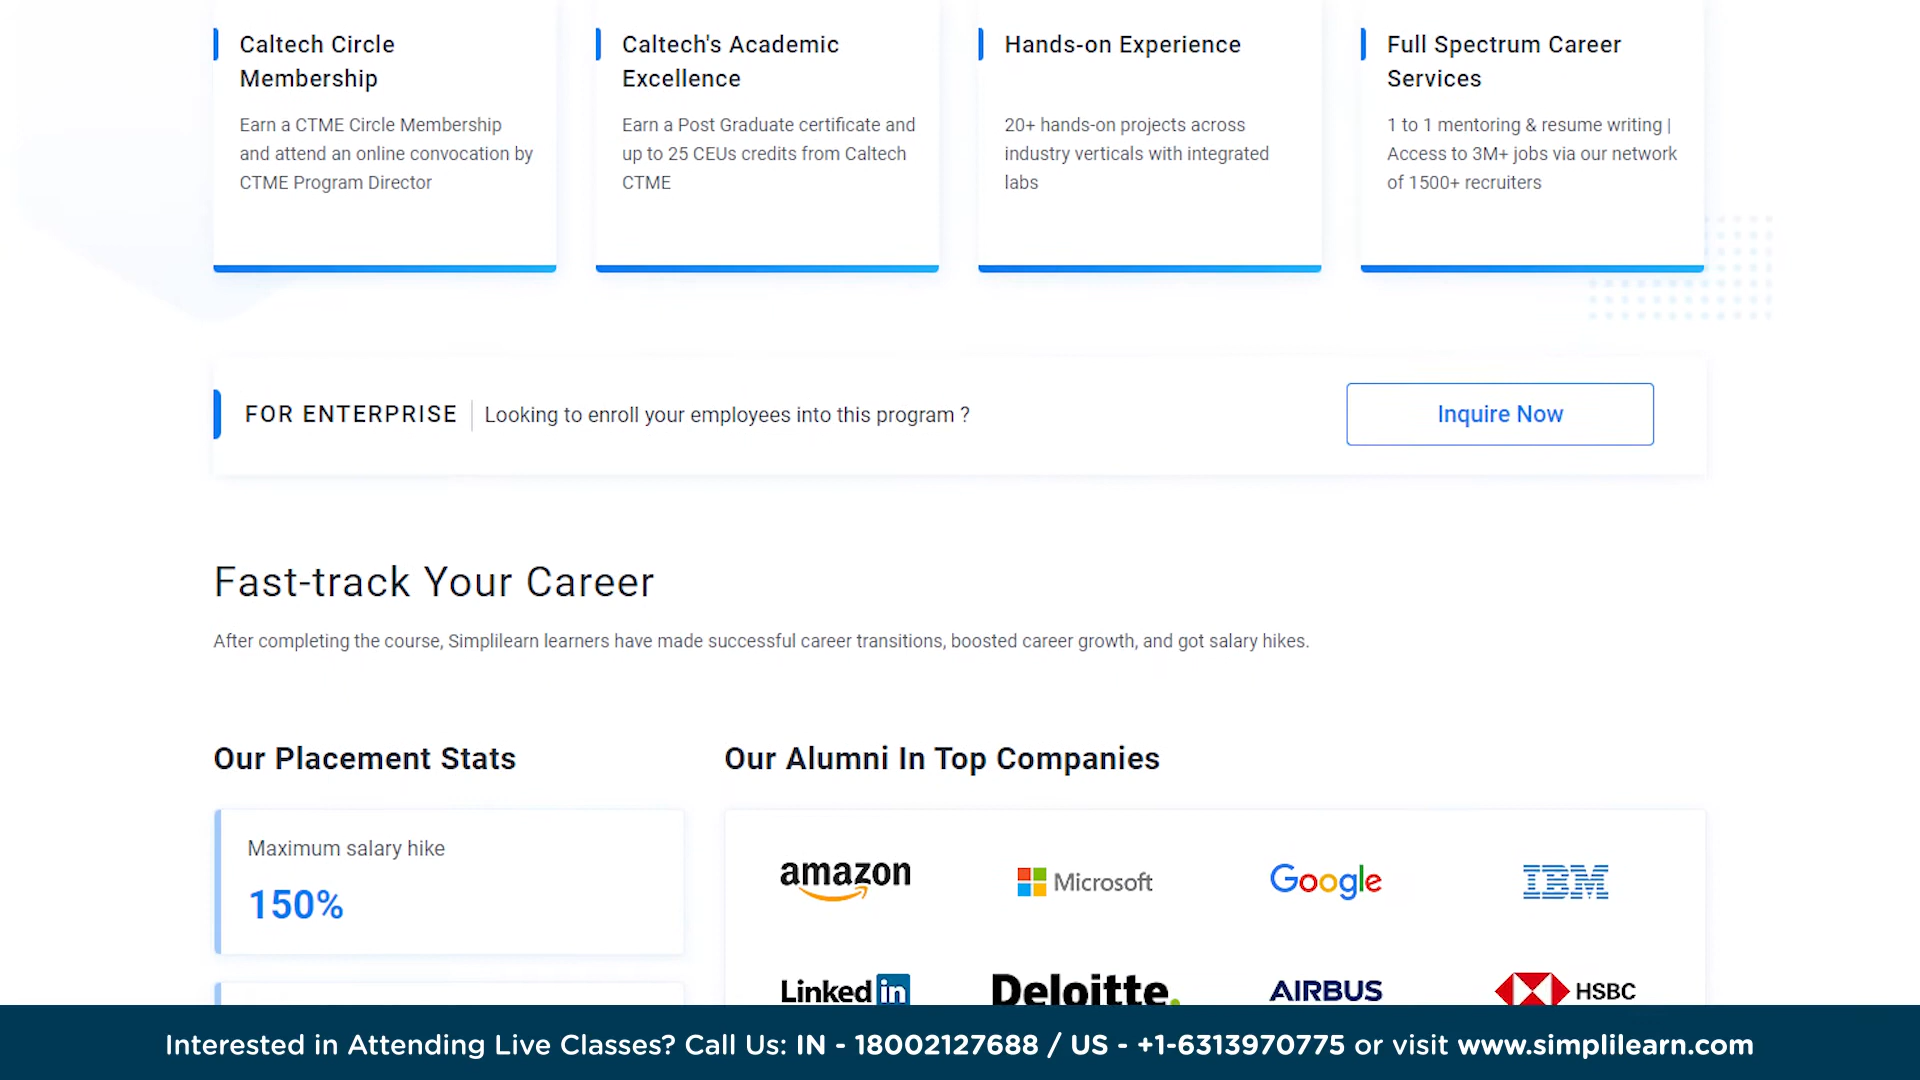 Caltech Circle
Membership
Earn a CTME Circle Membership
and attend an online convocation by
CTME Program Director
Caltech's Academic
Excellence
Earn a Post Graduate certificate and
up to 25 CEUs credits from Caltech
CTME
Hands-on Experience
20+ hands-on projects across
industry verticals with integrated
labs
Full Spectrum Career
Services
1 to 1 mentoring & resume writing |
Access to 3M+ jobs via our network
of 1500+ recruiters
FOR ENTERPRISE | Looking to enroll your employees into this program ?
Inquire Now
Fast-track Your Career
After completing the course, Simplilearn learners have made successful career transitions, boosted career growth, and got salary hikes.
Our Placement Stats
Maximum salary hike
150%
Our Alumni In Top Companies
amazon Microsoft Google IBM
Linkedin Deloitte. AIRBUS HSBC
Interested in Attending Live Classes? Call Us: IN - 18002127688 / US - +1-6313970775 or visit www.simplilearn.com